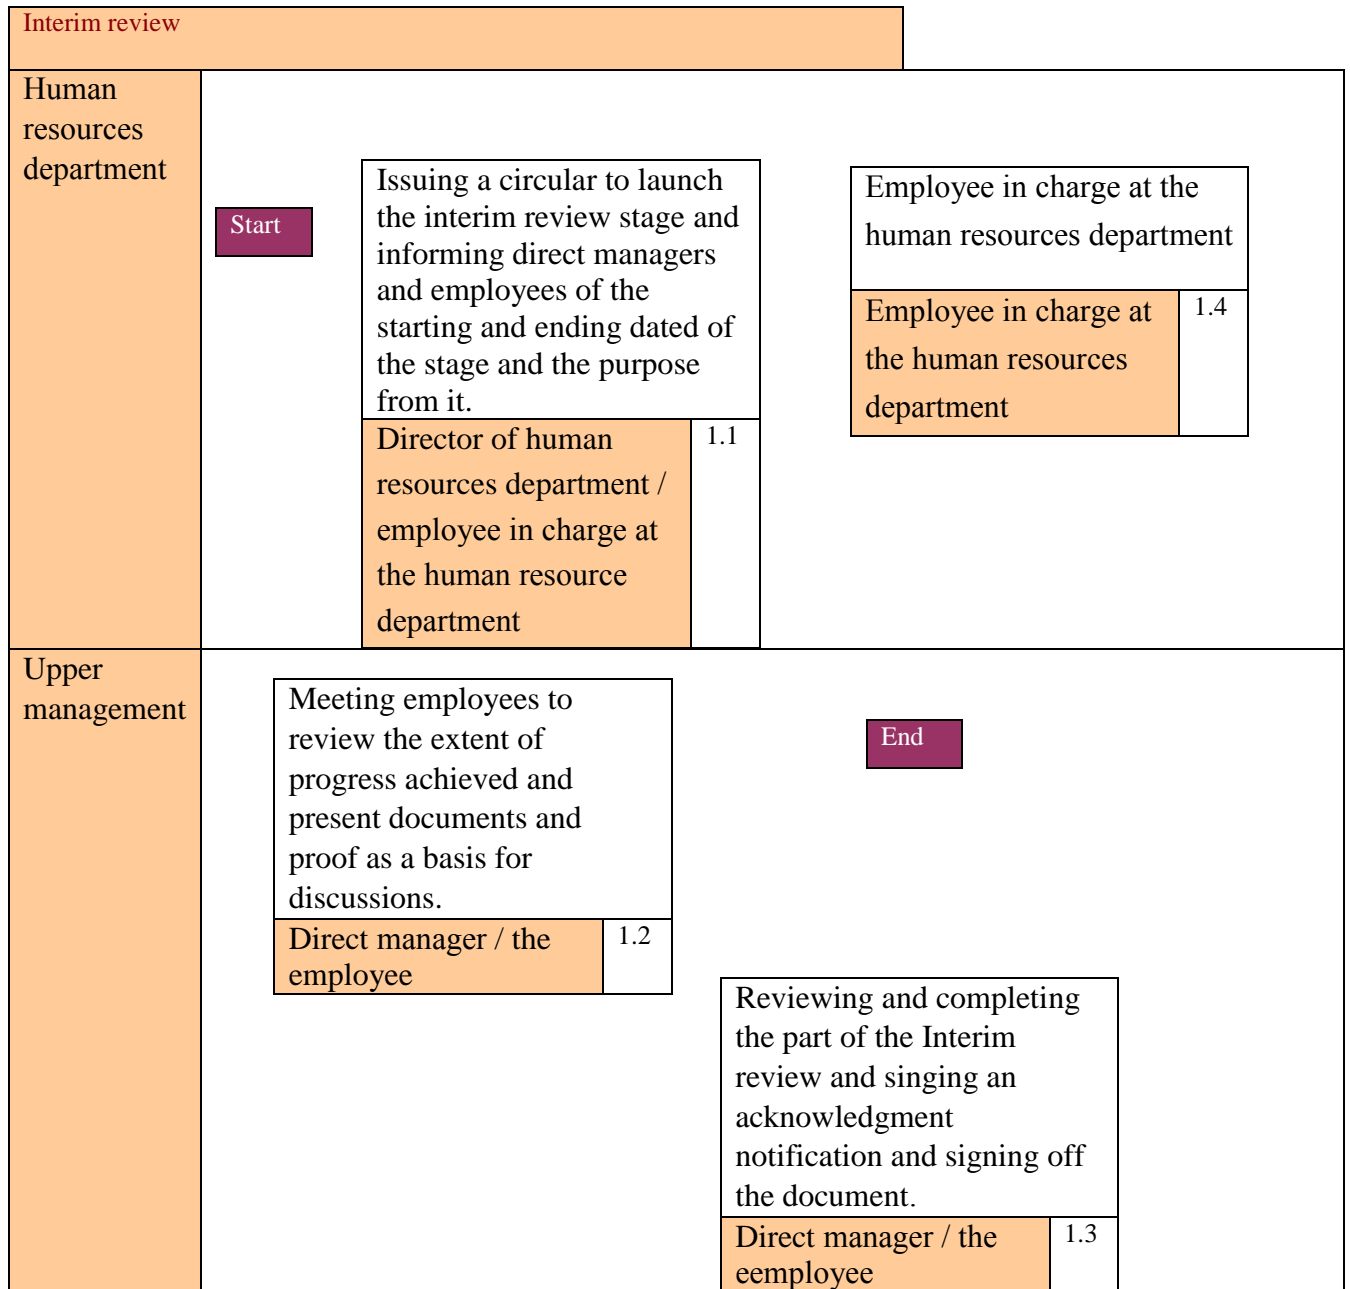 Interim review
Human
resources
department
Start
Issuing a circular to launch
the interim review stage and
informing direct managers
and employees of the
starting and ending dated of
the stage and the purpose
from it.
Director of human
resources department /
employee in charge at
the human resource
department
1.1
Employee in charge at the
human resources department
Employee in charge at
the human resources
department
1.4
Upper
management
Meeting employees to
review the extent of
progress achieved and
present documents and
proof as a basis for
discussions.
Direct manager / the
employee
1.2
End
Reviewing and completing
the part of the Interim
review and singing an
acknowledgment
notification and signing off
the document.
Direct manager / the
eemployee
1.3